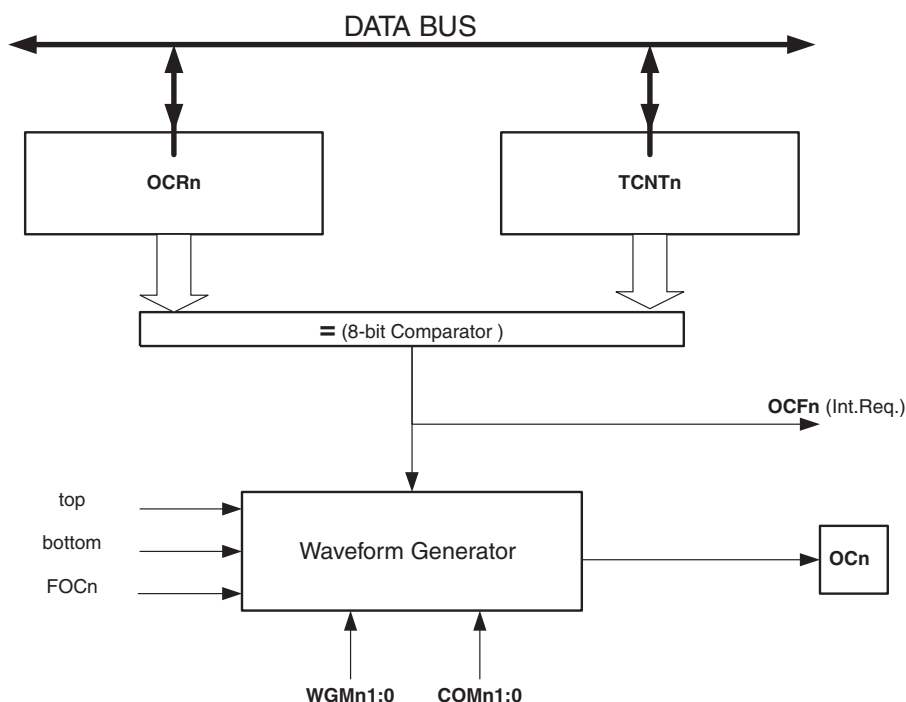 DATA BUS
OCRn
TCNTn
= (8-bit Comparator )
OCFn (Int.Req.)
top
bottom
FOCn
Waveform Generator
OCn
WGMn1:0
COMn1:0